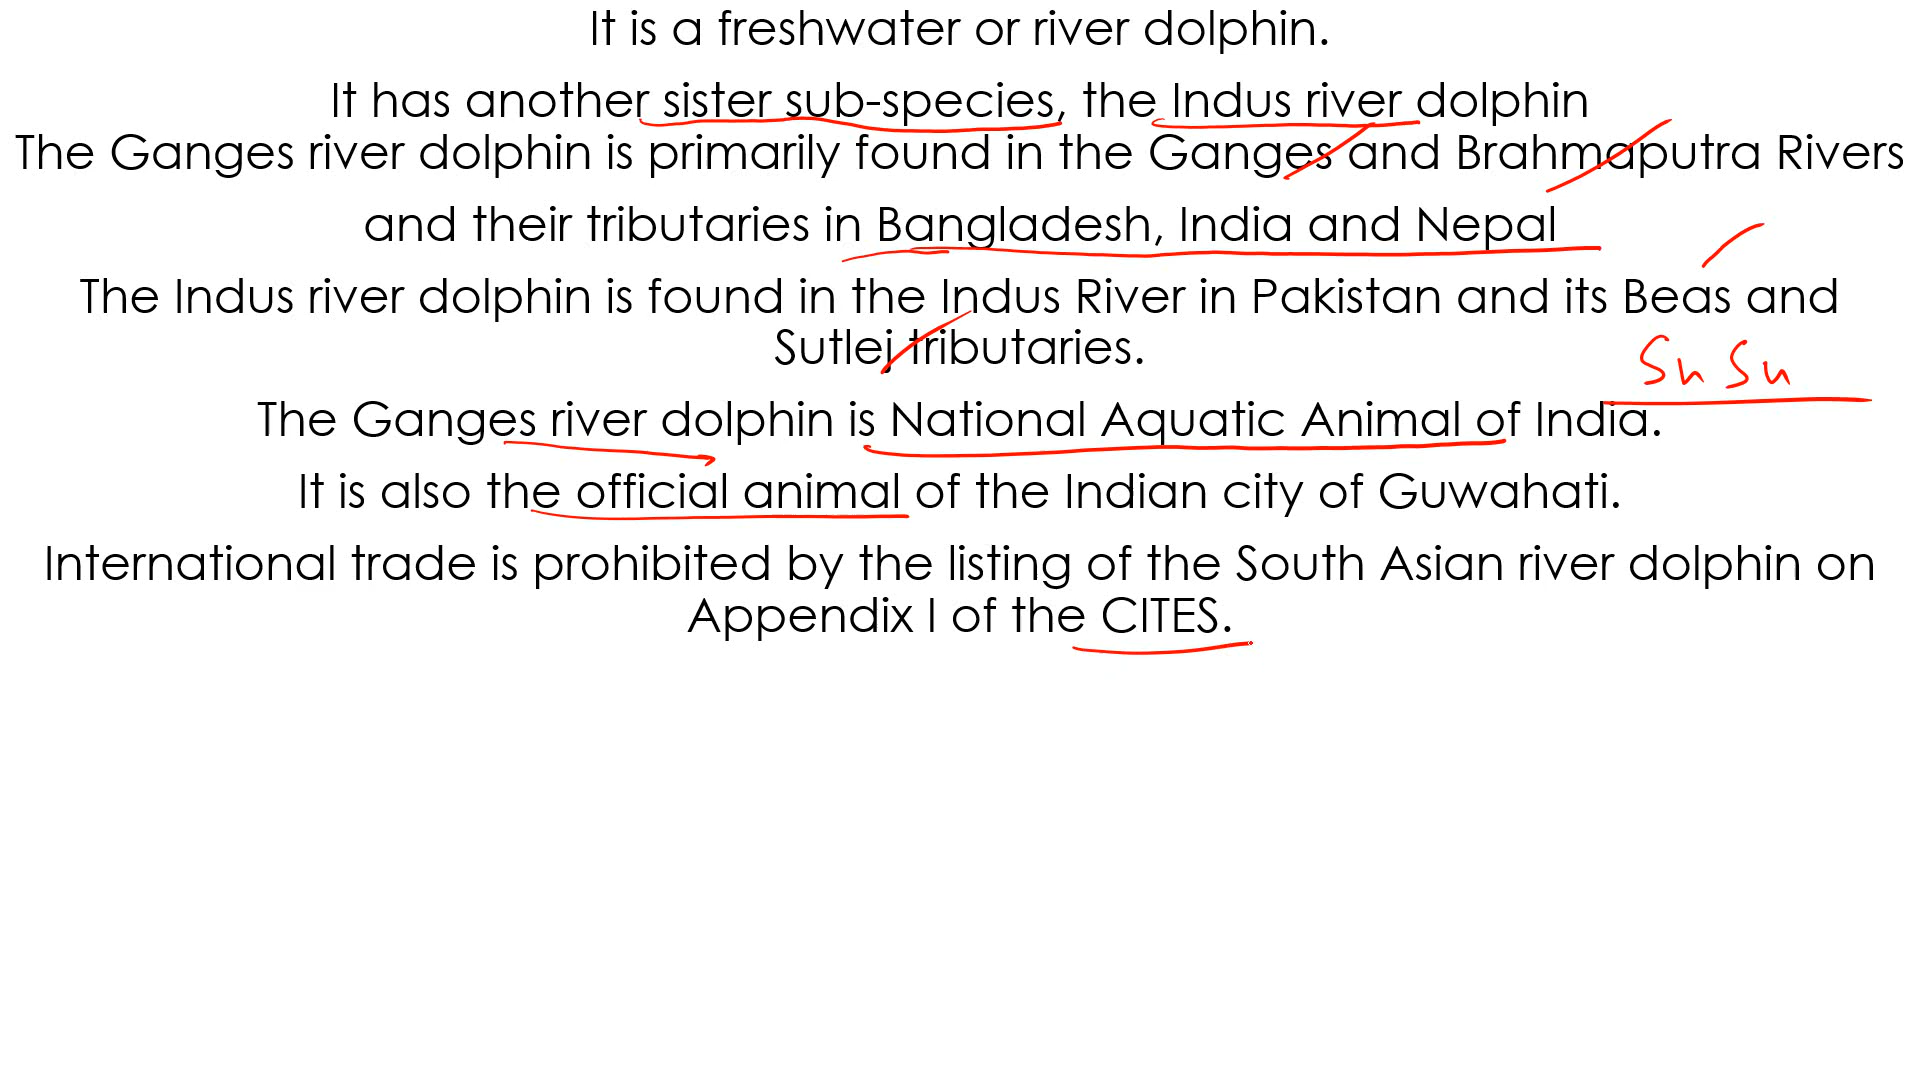 It is a freshwater or river dolphin.
It has another sister sub-species, the Indus river dolphin
The Ganges river dolphin is primarily found in the Ganges and Brahmaputra Rivers
and their tributaries in Bangladesh, India and Nepal
The Indus river dolphin is found in the Indus River in Pakistan and its Beas and
Sutlej tributaries.
Su Su
The Ganges river dolphin is National Aquatic Animal of India.
It is also the official animal of the Indian city of Guwahati.
International trade is prohibited by the listing of the South Asian river dolphin on
Appendix I of the CITES.